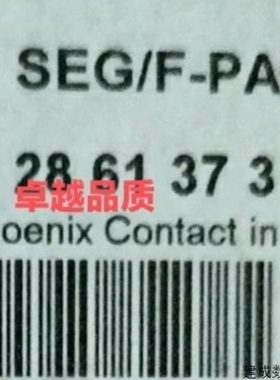 SEG/F-PA
28 61 37 3
卓越品质
oenix Contact in